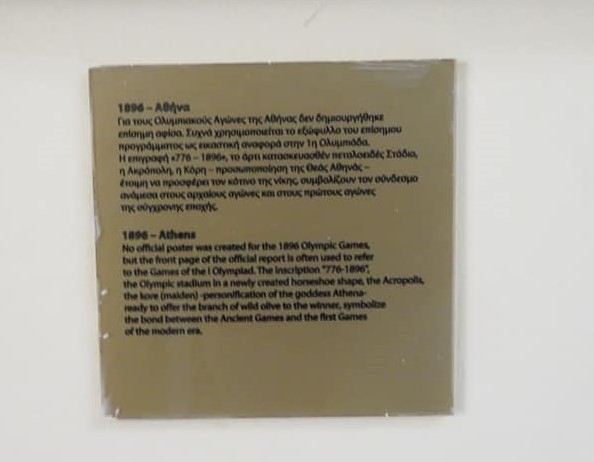 1896 – Αθήνα
Για τους Ολυμπιακούς Αγώνες της Αθήνας δεν δημιουργήθηκε
επίσημη αφίσα. Συχνά χρησιμοποιείται το εξώφυλλο του επίσημου
προγράμματος ως εικαστική αναφορά στην 1η Ολυμπιάδα.
Η επιγραφή «776 – 1896», το άρτι κατασκευασθέν πεταλοειδές Στάδιο,
η Ακρόπολη, η Κόρη – προσωποποίηση της Θεάς Αθηνάς –
έτοιμη να προσφέρει τον κότινο της νίκης, συμβολίζουν τον σύνδεσμο
ανάμεσα στους αρχαίους αγώνες και στους πρώτους αγώνες
της σύγχρονης εποχής.
1896 – Athens
No official poster was created for the 1896 Olympic Games,
but the front page of the official report is often used to refer
to the Games of the I Olympiad. The inscription "776-1896",
the Olympic stadium in a newly created horseshoe shape, the Acropolis,
the kore (maiden) -personification of the goddess Athena-
ready to offer the branch of wild olive to the winner, symbolize
the bond between the Ancient Games and the first Games
of the modern era.